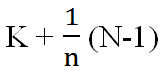 K + 1/n (N-1)